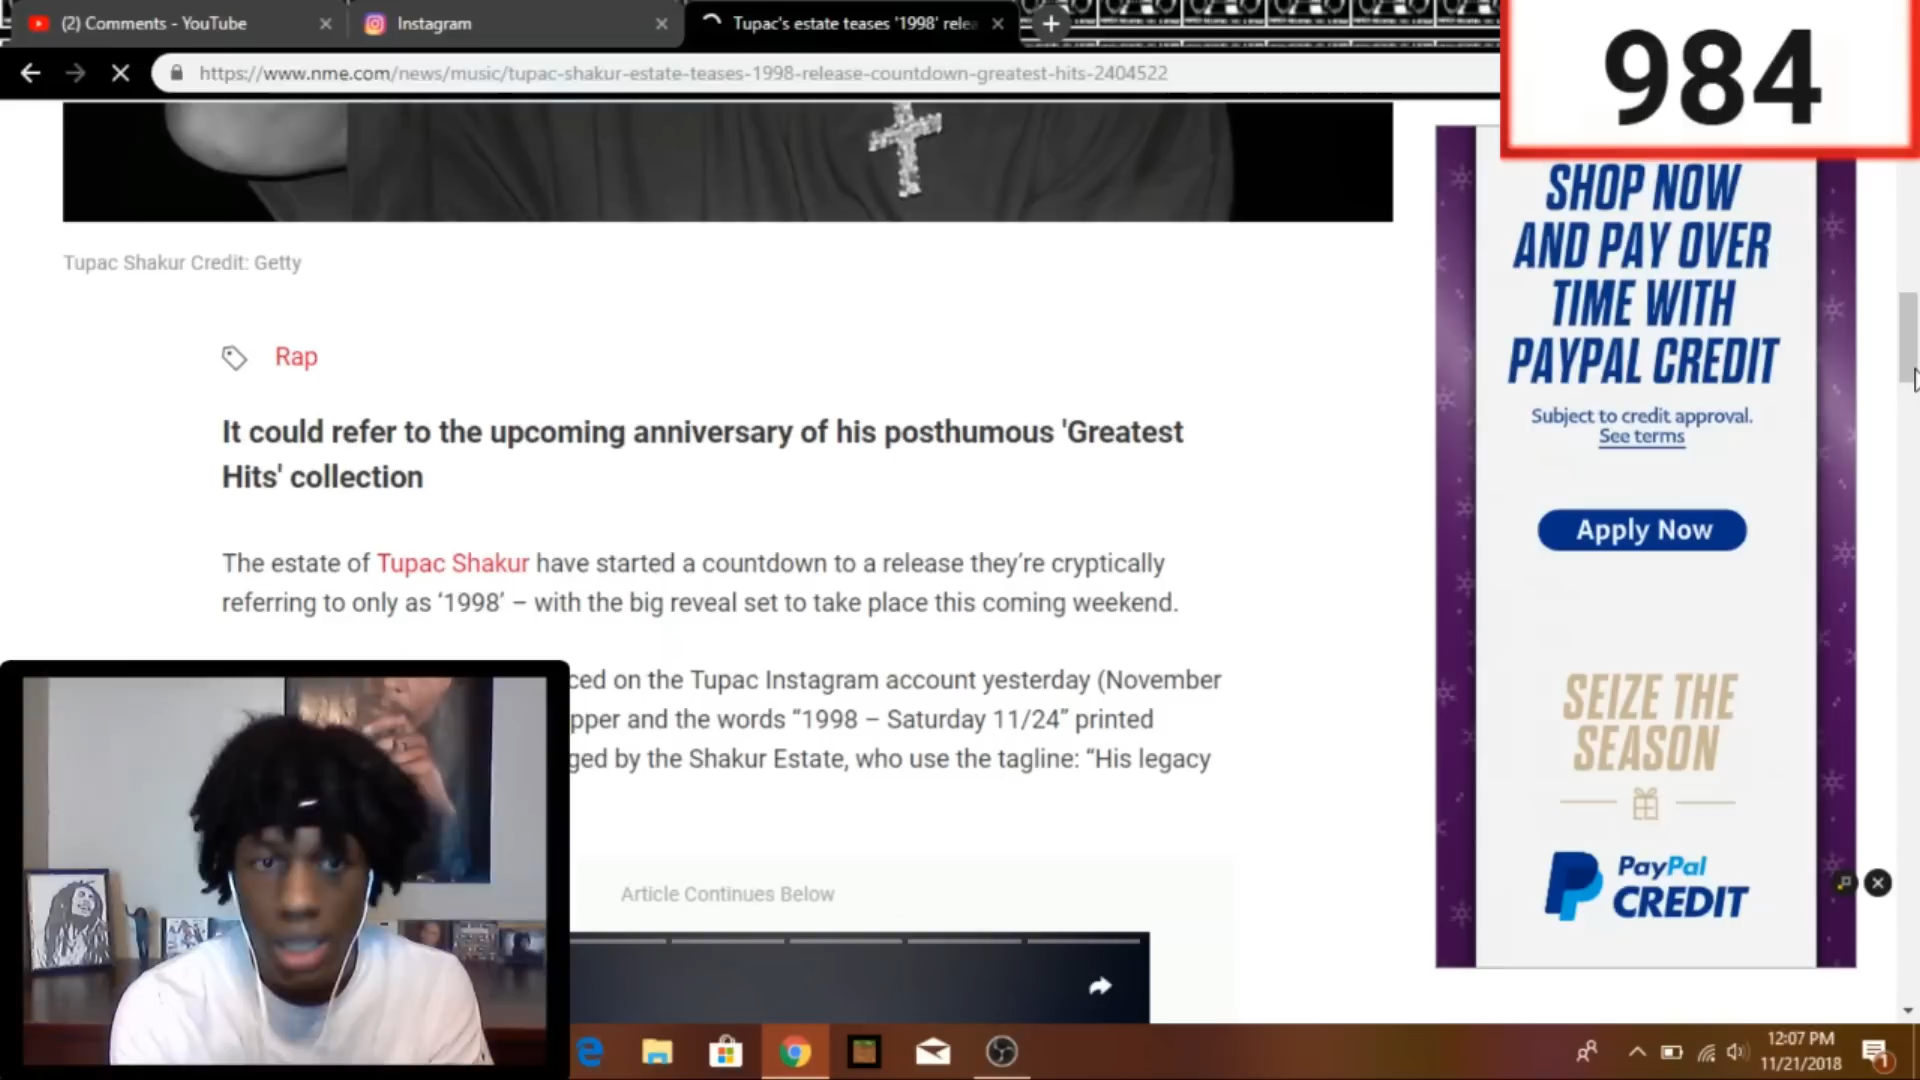 (2) Comments - YouTube
Instagram
Tupac's estate teases '1998' rele
984
https://www.nme.com/news/music/tupac-shakur-estate-teases-1998-release-countdown-greatest-hits-2404522
Tupac Shakur Credit: Getty
Rap
It could refer to the upcoming anniversary of his posthumous 'Greatest
Hits' collection
The estate of Tupac Shakur have started a countdown to a release they’re cryptically
referring to only as ‘1998’ – with the big reveal set to take place this coming weekend.
ced on the Tupac Instagram account yesterday (November
pper and the words “1998 – Saturday 11/24” printed
ged by the Shakur Estate, who use the tagline: “His legacy
Article Continues Below
SHOP NOW
AND PAY OVER
TIME WITH
PAYPAL CREDIT
Subject to credit approval.
See terms
Apply Now
SEIZE THE
SEASON
PayPal
CREDIT
12:07 PM
11/21/2018
1